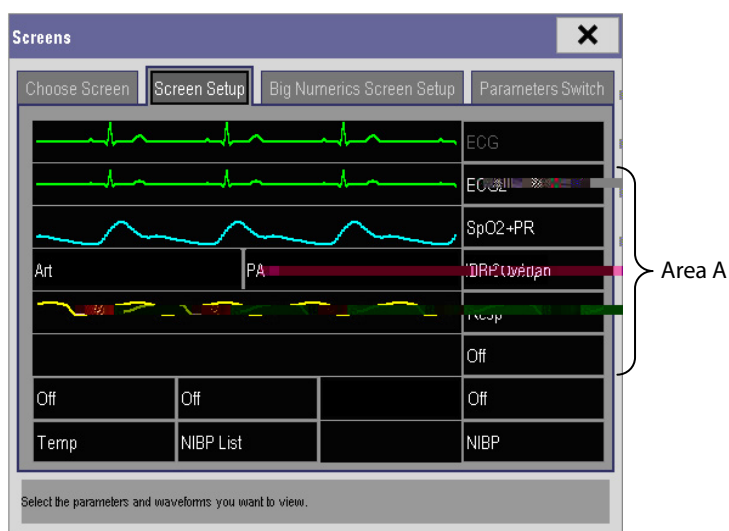 Screens
Choose Screen Screen Setup Big Numerics Screen Setup Parameters Switch
ECG
SpO2+PR
Art PA
Off
Off Off Off
Temp NIBP List NIBP
Area A
Select the parameters and waveforms you want to view.